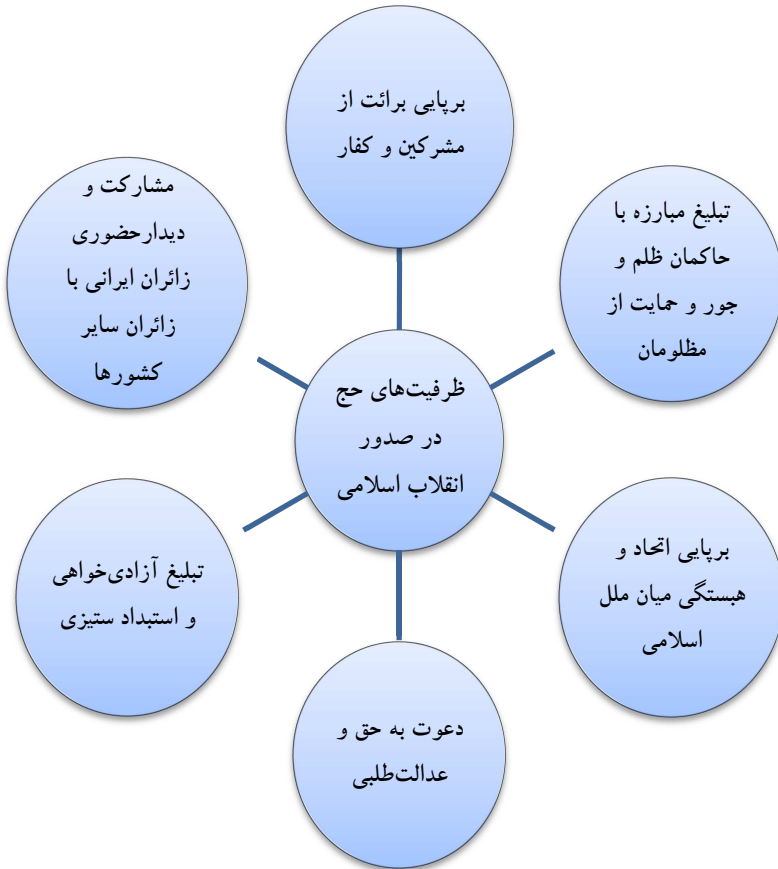 برپایی برائت از
مشرکین و کفار
تبلیغ مبارزه با
حاکمان ظلم و
جور و حمایت از
مظلومان
برپایی اتحاد و
هبستگی میان ملل
اسلامی
دعوت به حق و
عدالت‌طلبی
تبلیغ آزادی‌خواهی
و استبداد ستیزی
مشارکت و
دیدارحضوری
زائران ایرانی با
زائران سایر
کشورها
ظرفیت‌های حج
در صدور
انقلاب اسلامی